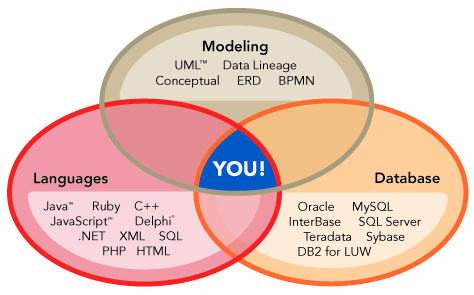 Modeling
UML™ Data Lineage
Conceptual ERD BPMN
YOU!
Languages
Java™ Ruby C++
JavaScript™ Delphi®
.NET XML SQL
PHP HTML
Database
Oracle MySQL
InterBase SQL Server
Teradata Sybase
DB2 for LUW